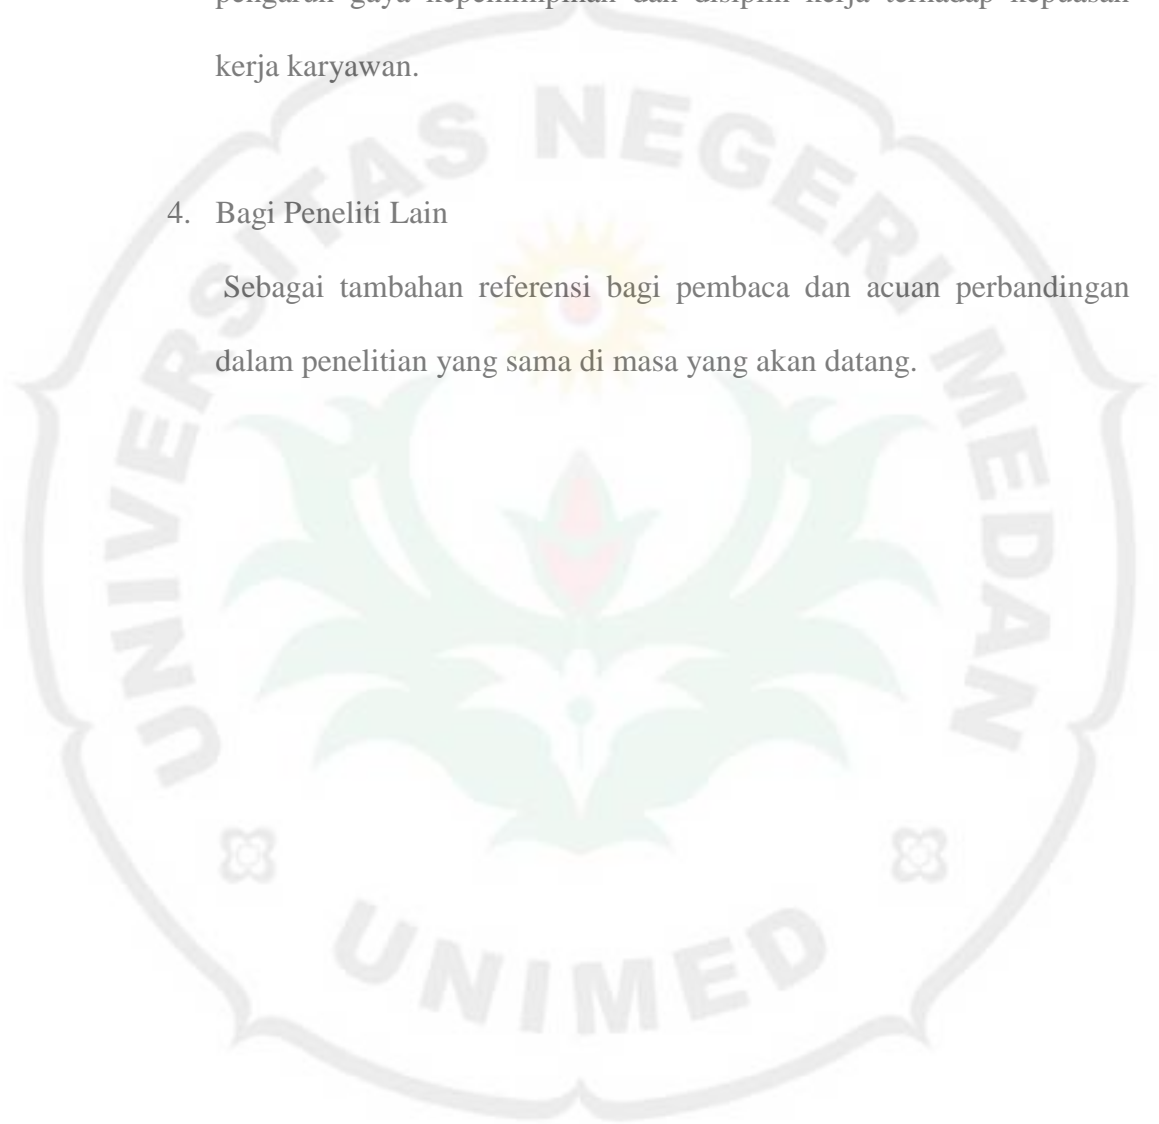 pengaruh gaya kepemimpinan dan disiplin kerja terhadap kepuasan
kerja karyawan.
4. Bagi Peneliti Lain
Sebagai tambahan referensi bagi pembaca dan acuan perbandingan
dalam penelitian yang sama di masa yang akan datang.
UNIVERSITAS NEGERI MEDAN
UNIMED